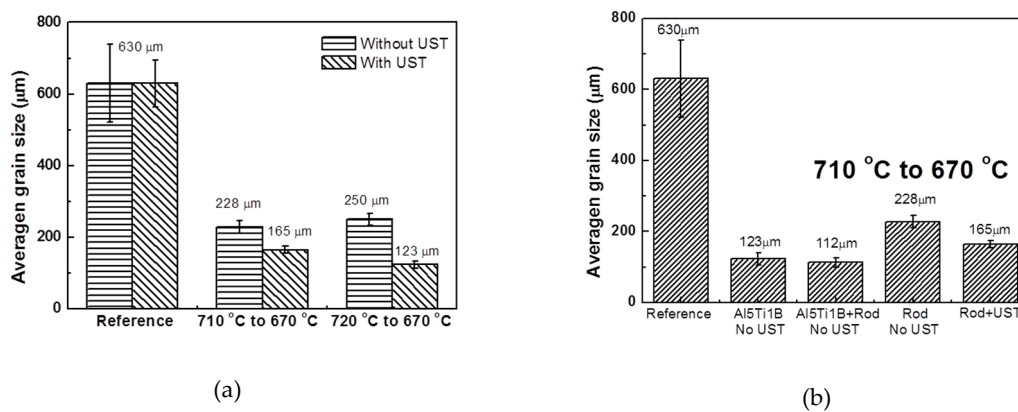 (a)
800
600
400
200
0
Averagen grain size (μm)
630 μm
Without UST
With UST
228 μm
165 μm
250 μm
123 μm
Reference
710 °C to 670 °C
720 °C to 670 °C
(a)
(b)
800
600
400
200
0
Averagen grain size (μm)
630μm
710 °C to 670 °C
123μm
112μm
228μm
165μm
Reference
Al5Ti1B
No UST
Al5Ti1B+Rod
No UST
Rod
No UST
Rod+UST
(b)